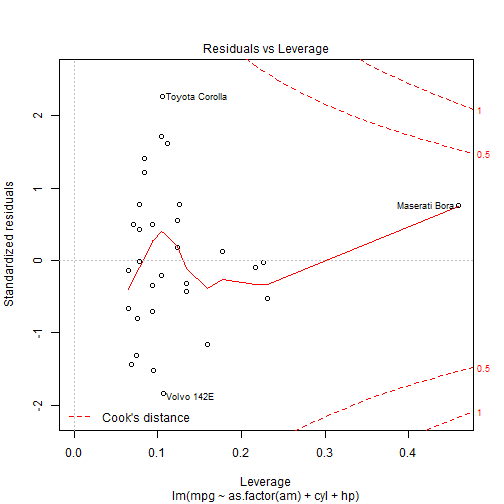 Residuals vs Leverage
Standardized residuals
2
1
0
-1
-2
Toyota Corolla
Maserati Bora
Volvo 142E
1
0.5
0.5
1
Cook's distance
0.0
0.1
0.2
0.3
0.4
Leverage
lm(mpg ~ as.factor(am) + cyl + hp)